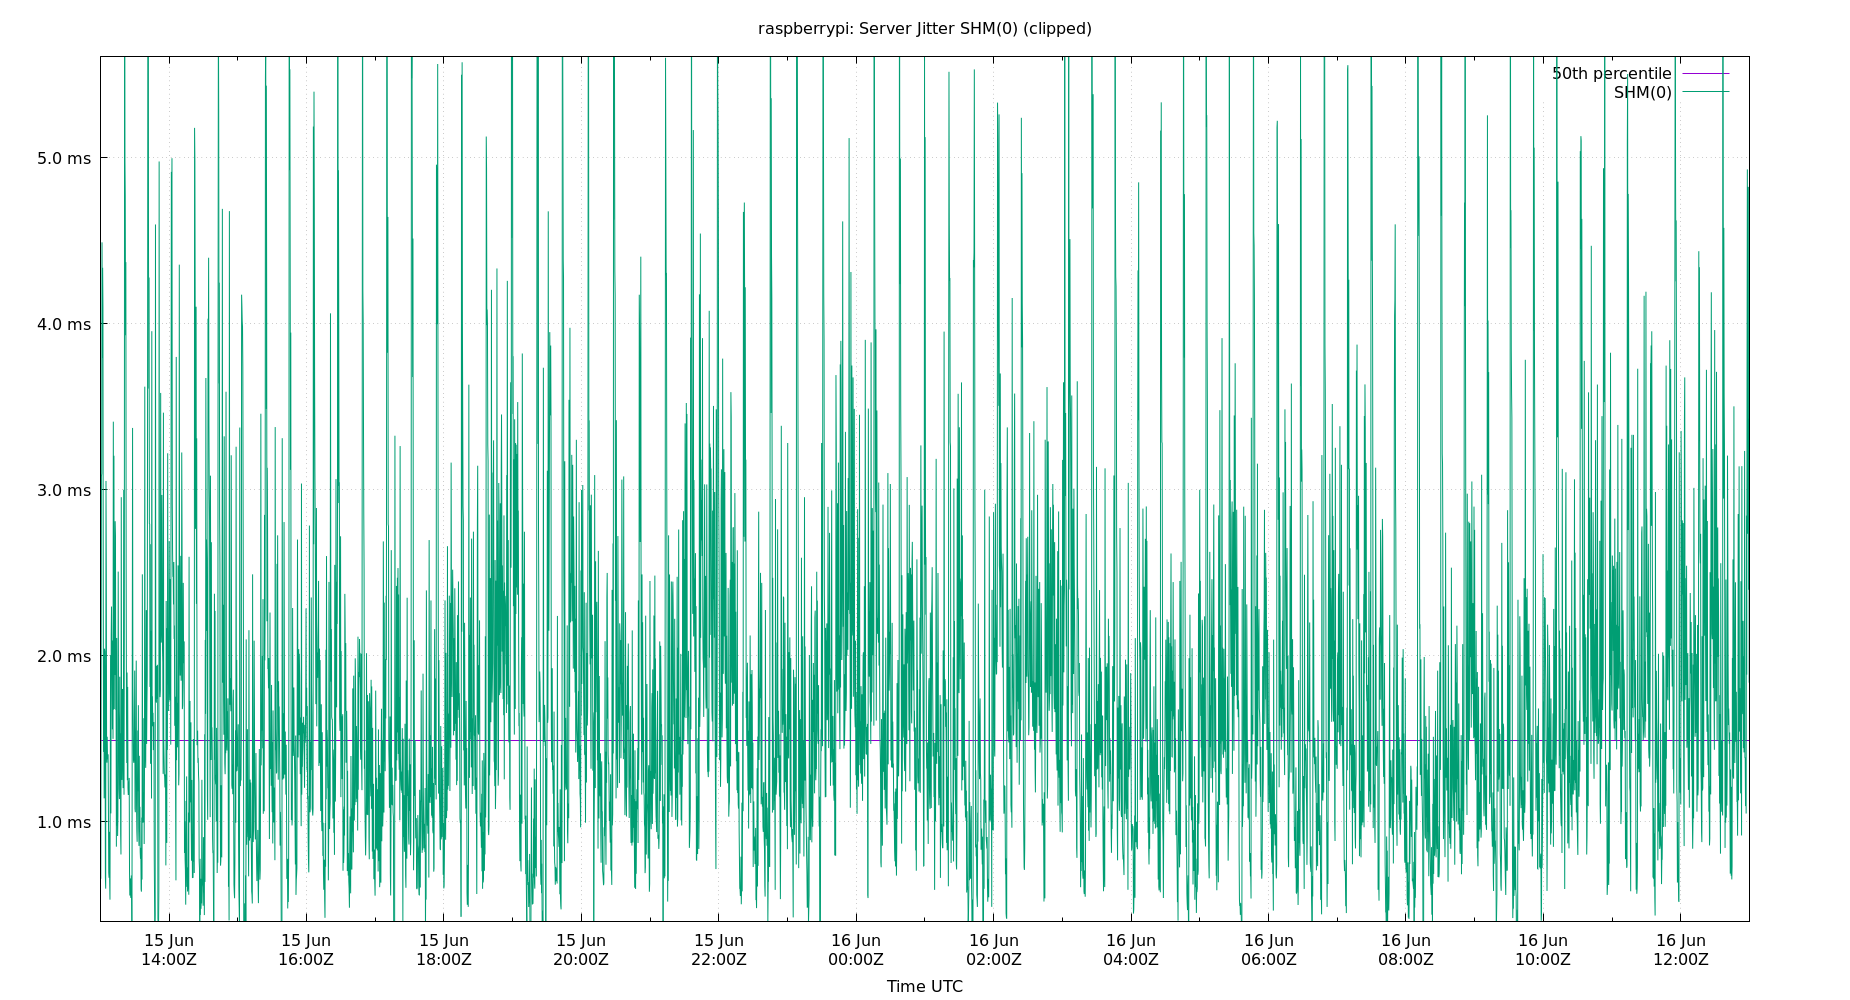 raspberrypi: Server Jitter SHM(0) (clipped)
50th percentile
SHM(0)
5.0 ms
4.0 ms
3.0 ms
2.0 ms
1.0 ms
15 Jun 15 Jun 15 Jun 15 Jun 15 Jun 16 Jun 16 Jun 16 Jun 16 Jun 16 Jun 16 Jun 16 Jun
14:00Z 16:00Z 18:00Z 20:00Z 22:00Z 00:00Z 02:00Z 04:00Z 06:00Z 08:00Z 10:00Z 12:00Z
Time UTC